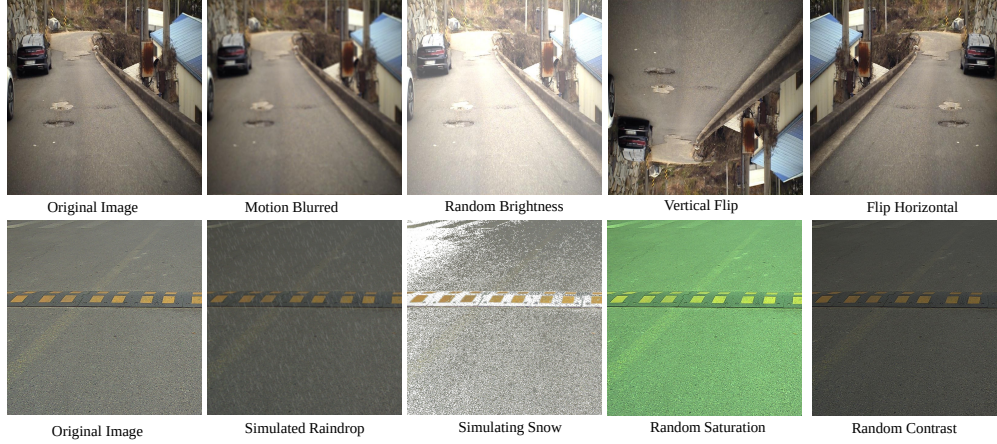 Original Image
Motion Blurred
Random Brightness
Vertical Flip
Flip Horizontal
Original Image
Simulated Raindrop
Simulating Snow
Random Saturation
Random Contrast